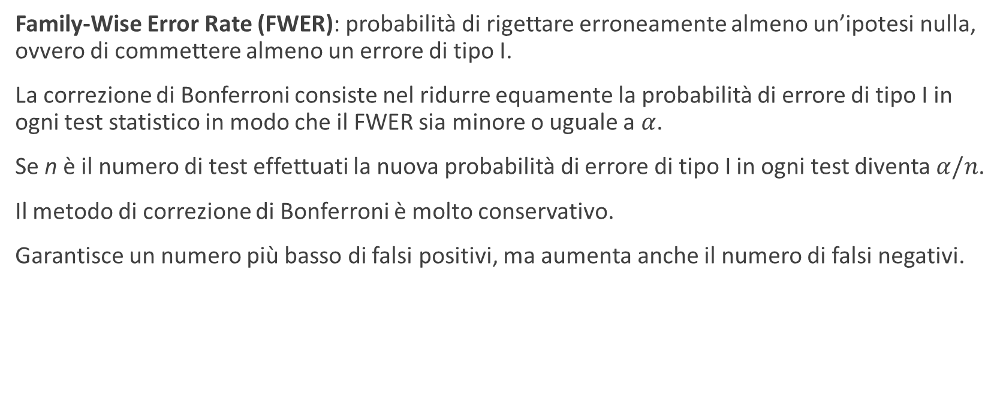 Family-Wise Error Rate (FWER): probabilità di rigettare erroneamente almeno un’ipotesi nulla,
ovvero di commettere almeno un errore di tipo I.
La correzione di Bonferroni consiste nel ridurre equamente la probabilità di errore di tipo I in
ogni test statistico in modo che il FWER sia minore o uguale a α.
Se n è il numero di test effettuati la nuova probabilità di errore di tipo I in ogni test diventa α/n.
Il metodo di correzione di Bonferroni è molto conservativo.
Garantisce un numero più basso di falsi positivi, ma aumenta anche il numero di falsi negativi.